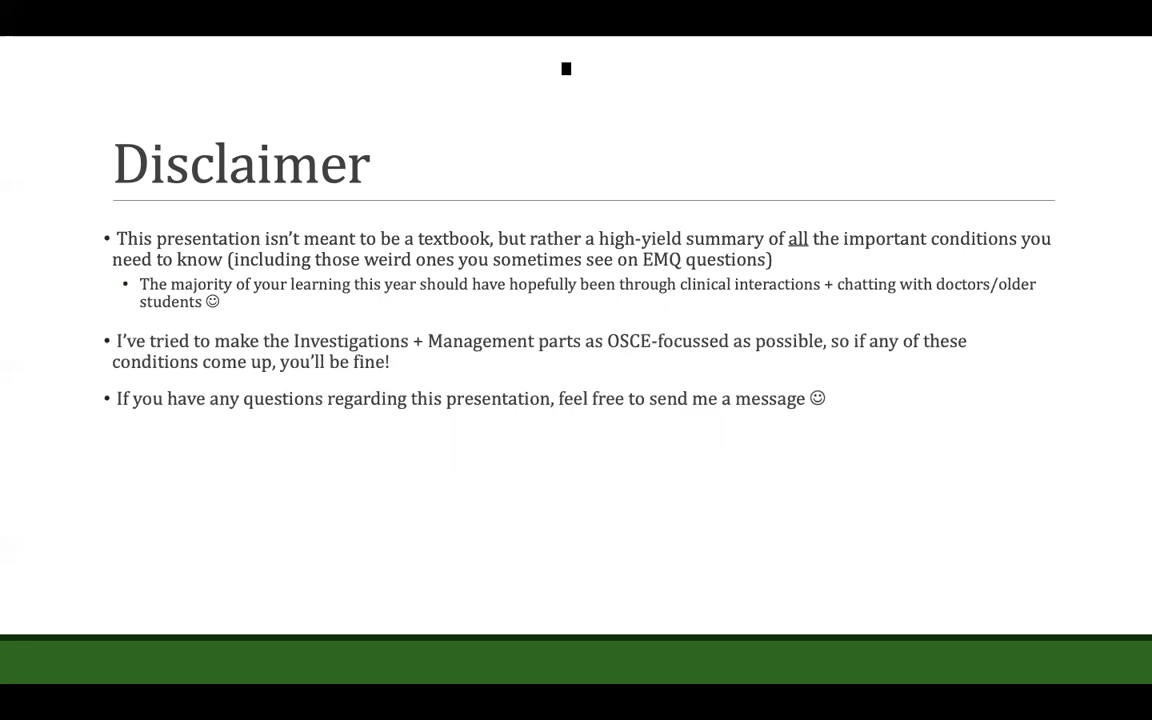 Disclaimer
• This presentation isn't meant to be a textbook, but rather a high-yield summary of all the important conditions you
need to know (including those weird ones you sometimes see on EMQ questions)
• The majority of your learning this year should have hopefully been through clinical interactions + chatting with doctors/older
students ☺
• I've tried to make the Investigations + Management parts as OSCE-focussed as possible, so if any of these
conditions come up, you'll be fine!
• If you have any questions regarding this presentation, feel free to send me a message ☺